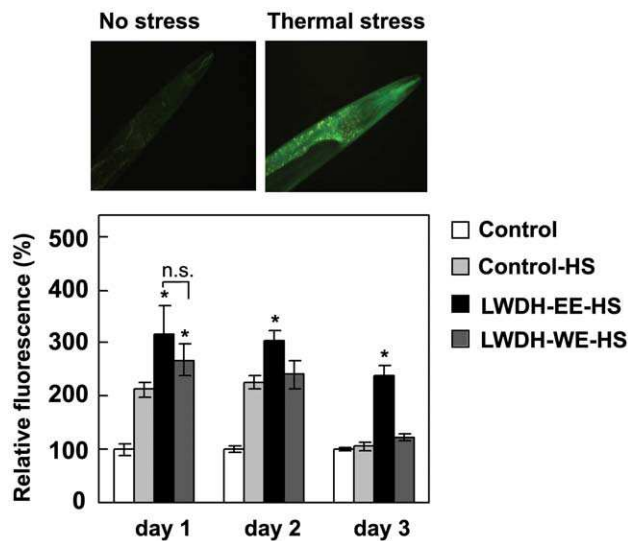 No stress Thermal stress
Relative fluorescence (%)
500
400
300
200
100
0
n.s.
*
*
*
*
day 1 day 2 day 3
Control
Control-HS
LWDH-EE-HS
LWDH-WE-HS